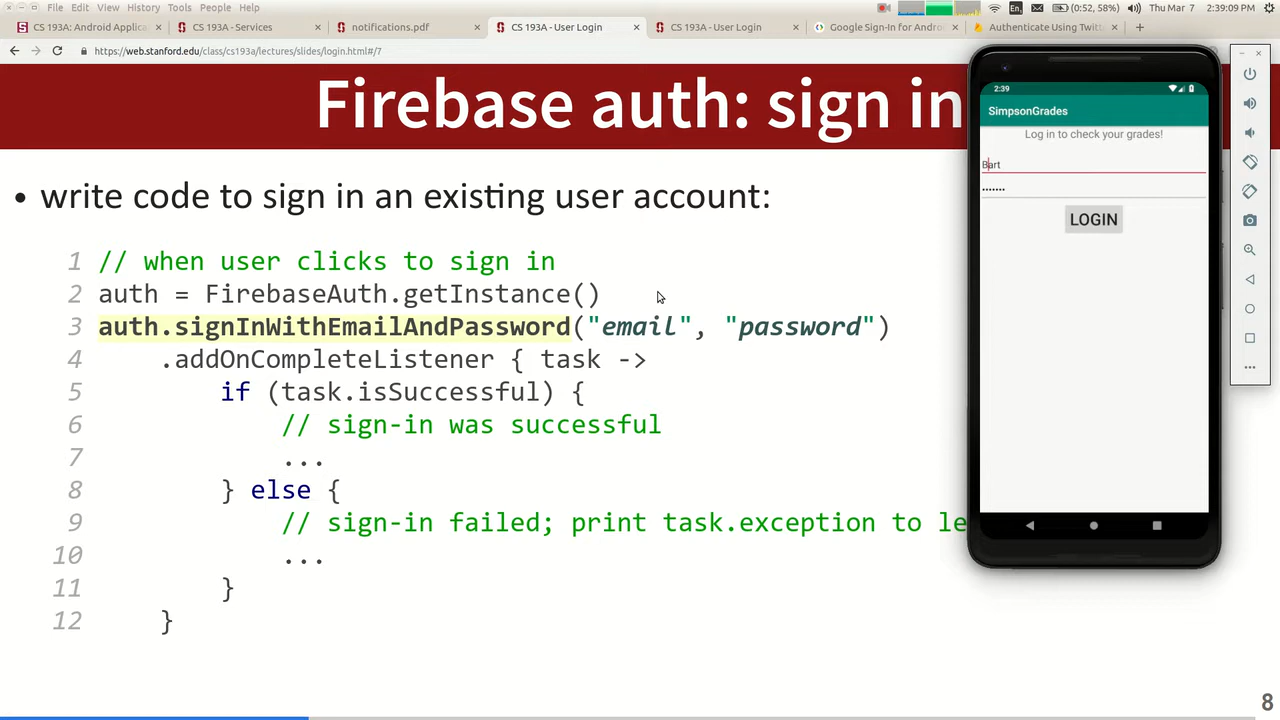 File Edit View History Tools People Help
(0:52, 58%) Thu Mar 7 2:39:09 PM
En
CS 193A: Android Applica
CS 193A - Services
notifications.pdf
CS 193A - User Login
CS 193A - User Login
Google Sign-In for Andro
Authenticate Using Twitt
https://web.stanford.edu/class/cs193a/lectures/slides/login.html#/7
Firebase auth: sign in
• write code to sign in an existing user account:
1 // when user clicks to sign in
2 auth = FirebaseAuth.getInstance()
3 auth.signInWithEmailAndPassword("email", "password")
4 .addOnCompleteListener { task ->
5 if (task.isSuccessful) {
6 // sign-in was successful
7 ...
8 } else {
9 // sign-in failed; print task.exception to le
10 ...
11 }
12 }
2:39
SimpsonGrades
Log in to check your grades!
Bart
•••••••
LOGIN
8